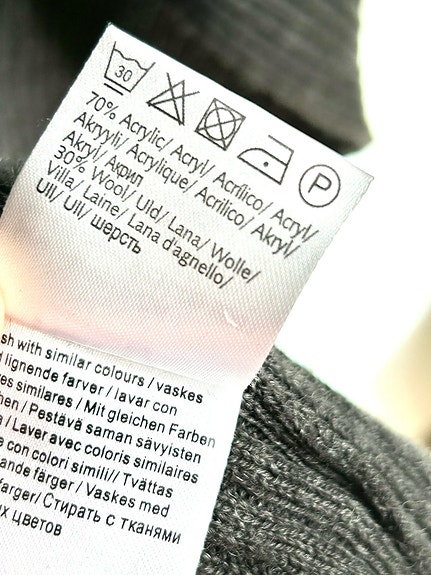 30
P
70% Acrylic/ Acryl/ Acrílico/ Acryl/
Akryyli/ Acrylique/ Acrilico/ Akryl/
Akryl/ Акрил
30% Wool/ Uld/ Lana/ Wolle/
Villa/ Laine/ Lana d'agnello/
Ull/ Ull/ шерсть
sh with similar colours / vaskes
lignende farver / lavar con
es similares / Mit gleichen Farben
hen / Pestävä saman sävyisten
/ Laver avec coloris similaires
e con colori simili// Tvättas
ande färger / Vaskes med
farger/ Стирать с тканями
х цветов